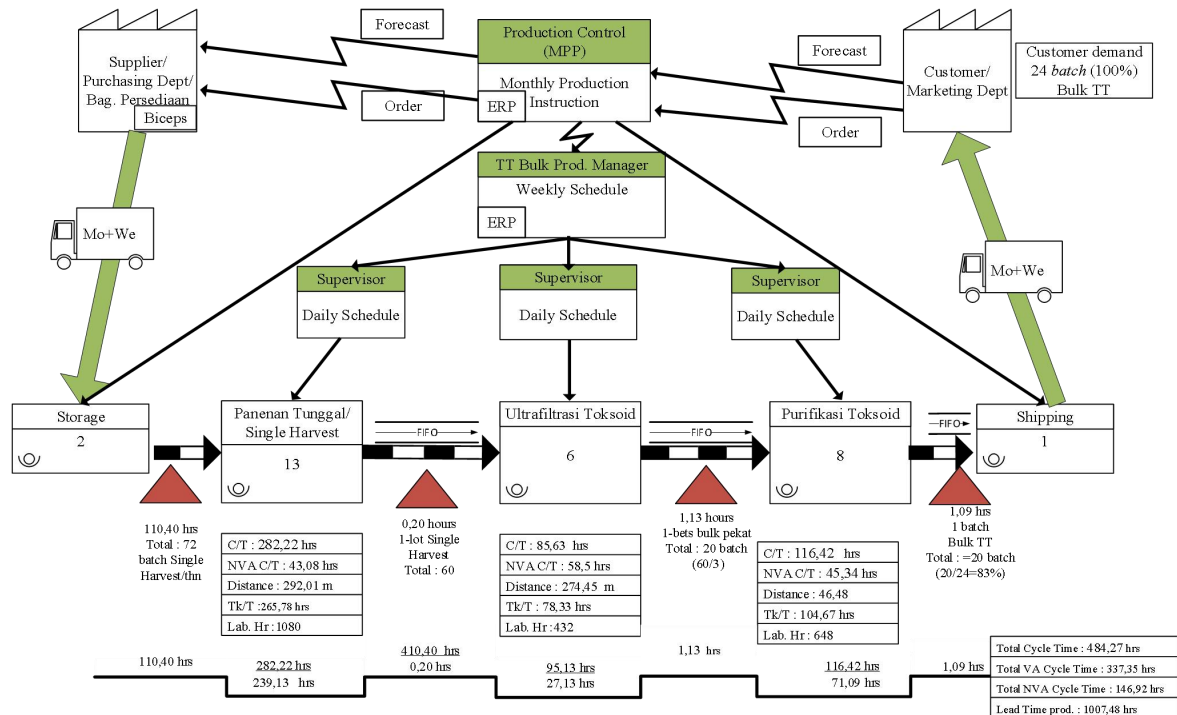 Forecast
Production Control
(MPP)
Monthly Production
Instruction
ERP
Forecast
Customer demand
24 batch (100%)
Bulk TT
Supplier/
Purchasing Dept/
Bag. Persediaan
Biceps
Customer/
Marketing Dept
Order
Order
TT Bulk Prod. Manager
Weekly Schedule
ERP
Mo+We
Mo+We
Supervisor
Daily Schedule
Supervisor
Daily Schedule
Supervisor
Daily Schedule
Storage
2
Panenan Tunggal/
Single Harvest
13
FIFO
Ultrafiltrasi Toksoid
6
FIFO
Purifikasi Toksoid
8
FIFO
Shipping
1
110,40 hrs
Total : 72
batch Single
Harvest/thn
0,20 hours
1-lot Single
Harvest
Total : 60
1,13 hours
1-bets bulk pekat
Total : 20 batch
(60/3)
1,09 hrs
1 batch
Bulk TT
Total : =20 batch
(20/24=83%)
C/T : 282,22 hrs
NVA C/T : 43,08 hrs
Distance : 292,01 m
Tk/T : 265,78 hrs
Lab. Hr : 1080
C/T : 85,63 hrs
NVA C/T : 58,5 hrs
Distance : 274,45 m
Tk/T : 78,33 hrs
Lab. Hr : 432
C/T : 116,42 hrs
NVA C/T : 45,34 hrs
Distance : 46,48
Tk/T : 104,67 hrs
Lab. Hr : 648
110,40 hrs
282,22 hrs
239,13 hrs
410,40 hrs
0,20 hrs
95,13 hrs
27,13 hrs
1,13 hrs
116,42 hrs
71,09 hrs
1,09 hrs
Total Cycle Time : 484,27 hrs
Total VA Cycle Time : 337,35 hrs
Total NVA Cycle Time : 146,92 hrs
Lead Time prod. : 1007,48 hrs